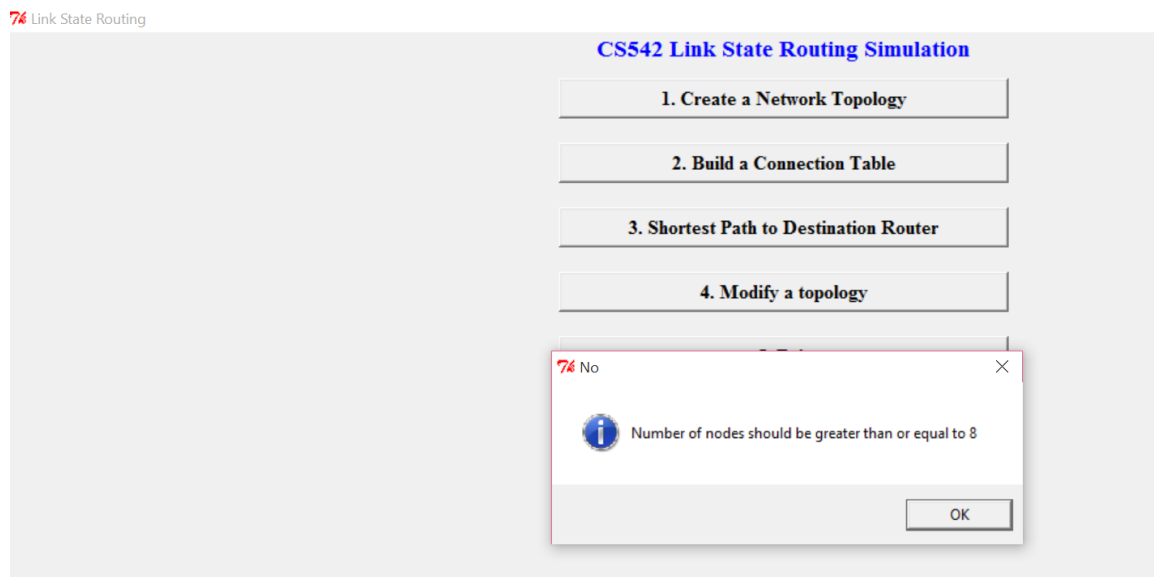 Link State Routing
CS542 Link State Routing Simulation
1. Create a Network Topology
2. Build a Connection Table
3. Shortest Path to Destination Router
4. Modify a topology
No
Number of nodes should be greater than or equal to 8
OK